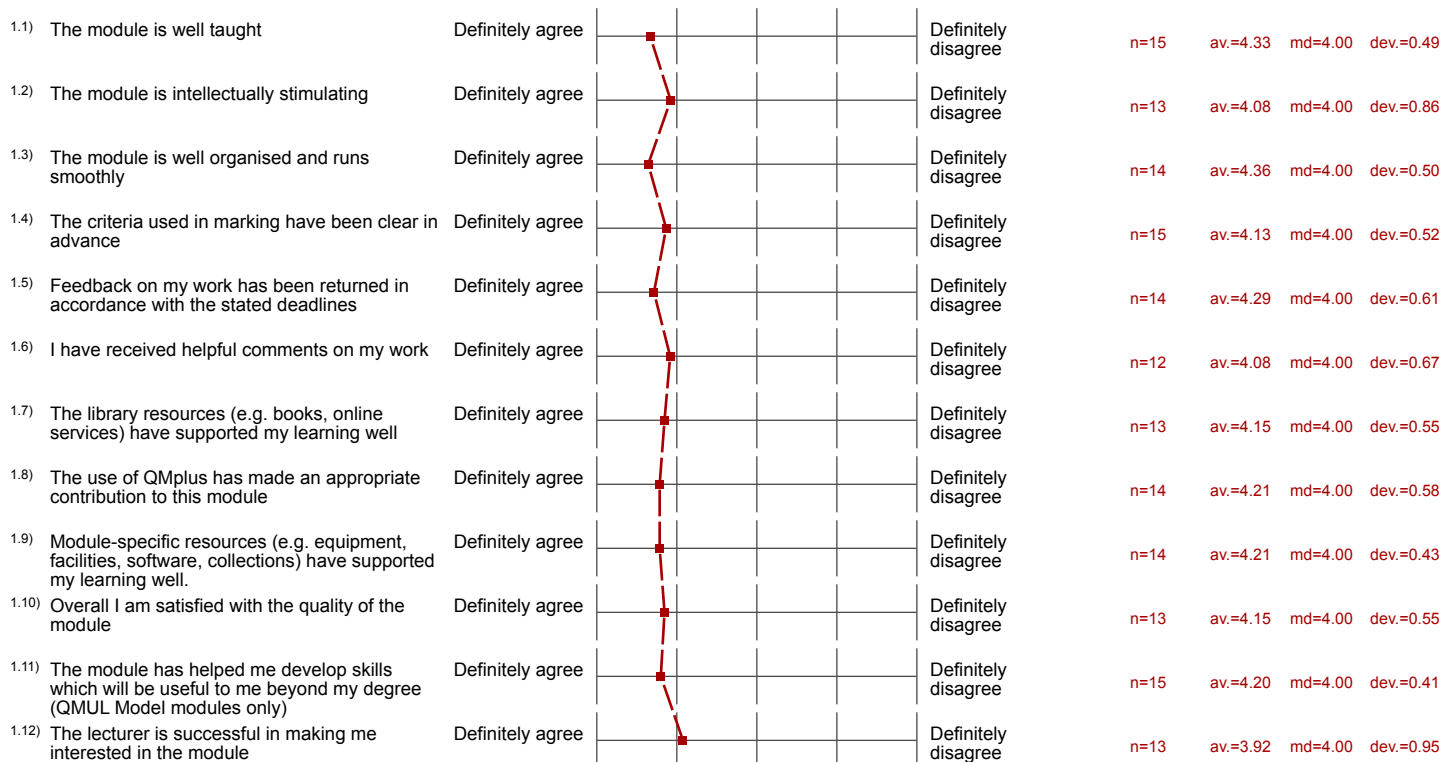 1.1) The module is well taught Definitely agree Definitely
disagree n=15 av.=4.33 md=4.00 dev.=0.49
1.2) The module is intellectually stimulating Definitely agree Definitely
disagree n=13 av.=4.08 md=4.00 dev.=0.86
1.3) The module is well organised and runs Definitely agree Definitely
smoothly disagree n=14 av.=4.36 md=4.00 dev.=0.50
1.4) The criteria used in marking have been clear in Definitely agree Definitely
advance disagree n=15 av.=4.13 md=4.00 dev.=0.52
1.5) Feedback on my work has been returned in Definitely agree Definitely
accordance with the stated deadlines disagree n=14 av.=4.29 md=4.00 dev.=0.61
1.6) I have received helpful comments on my work Definitely agree Definitely
disagree n=12 av.=4.08 md=4.00 dev.=0.67
1.7) The library resources (e.g. books, online Definitely agree Definitely
services) have supported my learning well disagree n=13 av.=4.15 md=4.00 dev.=0.55
1.8) The use of QMplus has made an appropriate Definitely agree Definitely
contribution to this module disagree n=14 av.=4.21 md=4.00 dev.=0.58
1.9) Module-specific resources (e.g. equipment, Definitely agree Definitely
facilities, software, collections) have supported disagree n=14 av.=4.21 md=4.00 dev.=0.43
my learning well.
1.10) Overall I am satisfied with the quality of the Definitely agree Definitely
module disagree n=13 av.=4.15 md=4.00 dev.=0.55
1.11) The module has helped me develop skills Definitely agree Definitely
which will be useful to me beyond my degree disagree n=15 av.=4.20 md=4.00 dev.=0.41
(QMUL Model modules only)
1.12) The lecturer is successful in making me Definitely agree Definitely
interested in the module disagree n=13 av.=3.92 md=4.00 dev.=0.95